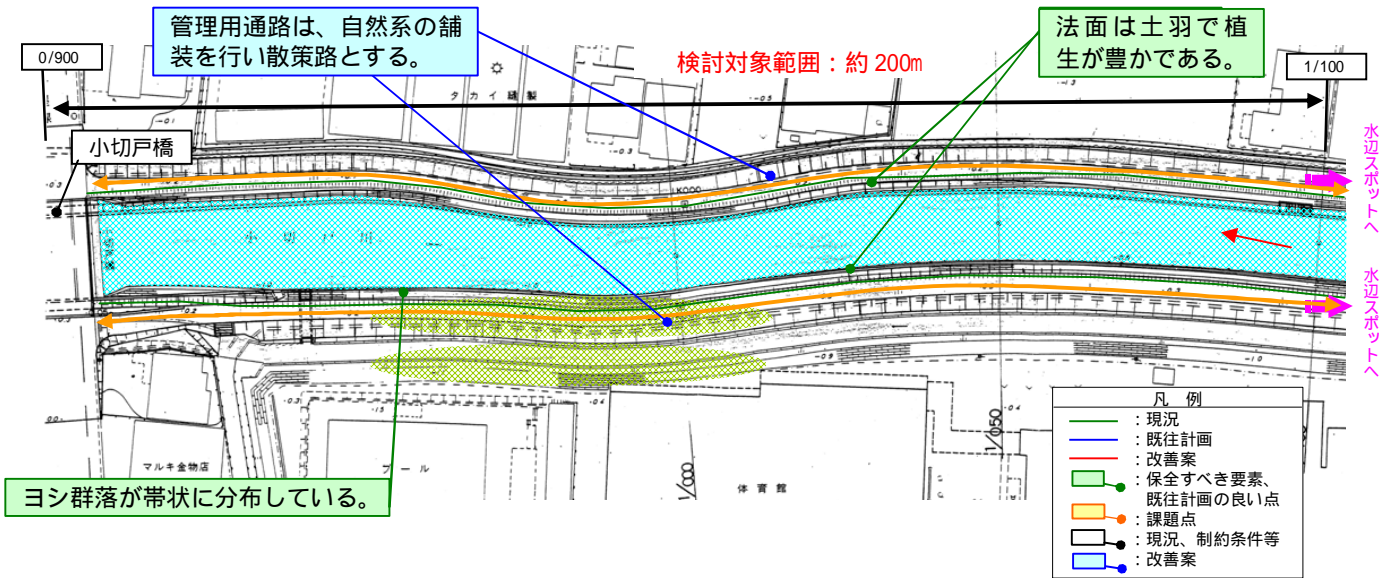 管理用通路は、自然系の舗
装を行い散策路とする。
法面は土羽で植
生が豊かである。
0/900
検討対象範囲：約 200m
1/100
タカイ縫製
小切戸橋
水辺スポットへ
水辺スポットへ
小切戸川
1K000
マルキ金物店
プール
体育館
1/000
1/050
ヨシ群落が帯状に分布している。
凡 例
：現況
：既往計画
：改善案
：保全すべき要素、
既往計画の良い点
：課題点
：現況、制約条件等
：改善案